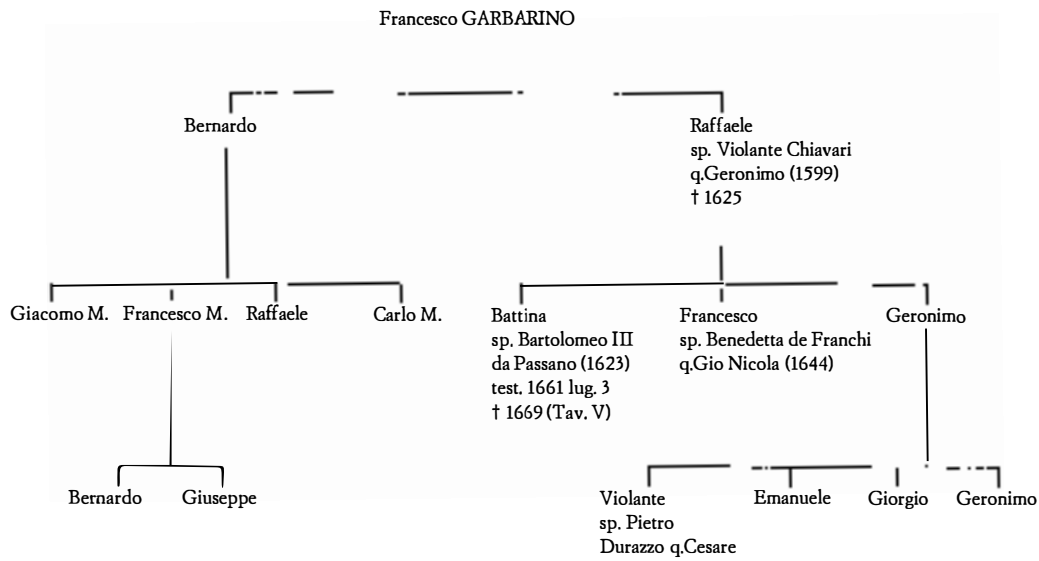 Francesco GARBARINO
Bernardo
Raffaele
sp. Violante Chiavari
q.Geronimo (1599)
† 1625
Giacomo M.
Francesco M.
Raffaele
Carlo M.
Battina
sp. Bartolomeo III
da Passano (1623)
test. 1661 lug. 3
† 1669 (Tav. V)
Francesco
sp. Benedetta de Franchi
q.Gio Nicola (1644)
Geronimo
Bernardo
Giuseppe
Violante
sp. Pietro
Durazzo q.Cesare
Emanuele
Giorgio
Geronimo